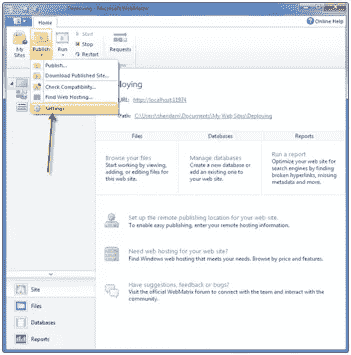 Deploying - Microsoft WebMatrix
Home
Online Help
My Sites
Publish
Run
Start
Stop
Restart
Requests
Publish...
Download Published Site...
Check Compatibility...
Find Web Hosting...
Settings
ploying
URL: http://localhost:11974
Path: C:\Users\shendern\Documents\My Web Sites\Deploying
Files
Databases
Reports
Browse your files
Start working by creating, viewing, adding, or editing files for this web site.
Manage databases
Create a new database or add an existing one to your web site.
Run a report
Optimize your web site for search engines by finding broken hyperlinks, missing metadata and more.
Set up the remote publishing location for your web site.
To enable easy publishing, enter your remote hosting information.
Need web hosting for your web site?
Find Windows web hosting that meets your needs. Browse by price and features.
Have suggestions, feedback or bugs?
Visit the official WebMatrix forum to connect with the team and interact with the community.
Site
Files
Databases
Reports